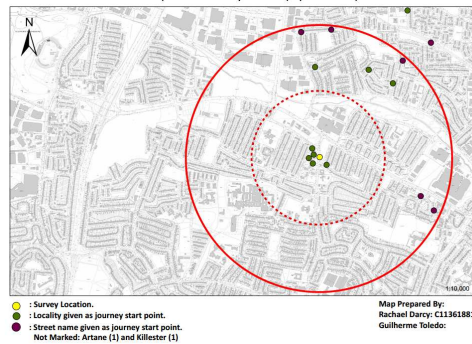 N
1:10,000
: Survey Location.
: Locality given as journey start point.
: Street name given as journey start point.
Not Marked: Artane (1) and Killester (1)
Map Prepared By:
Rachael Darcy: C11361881
Guilherme Toledo: